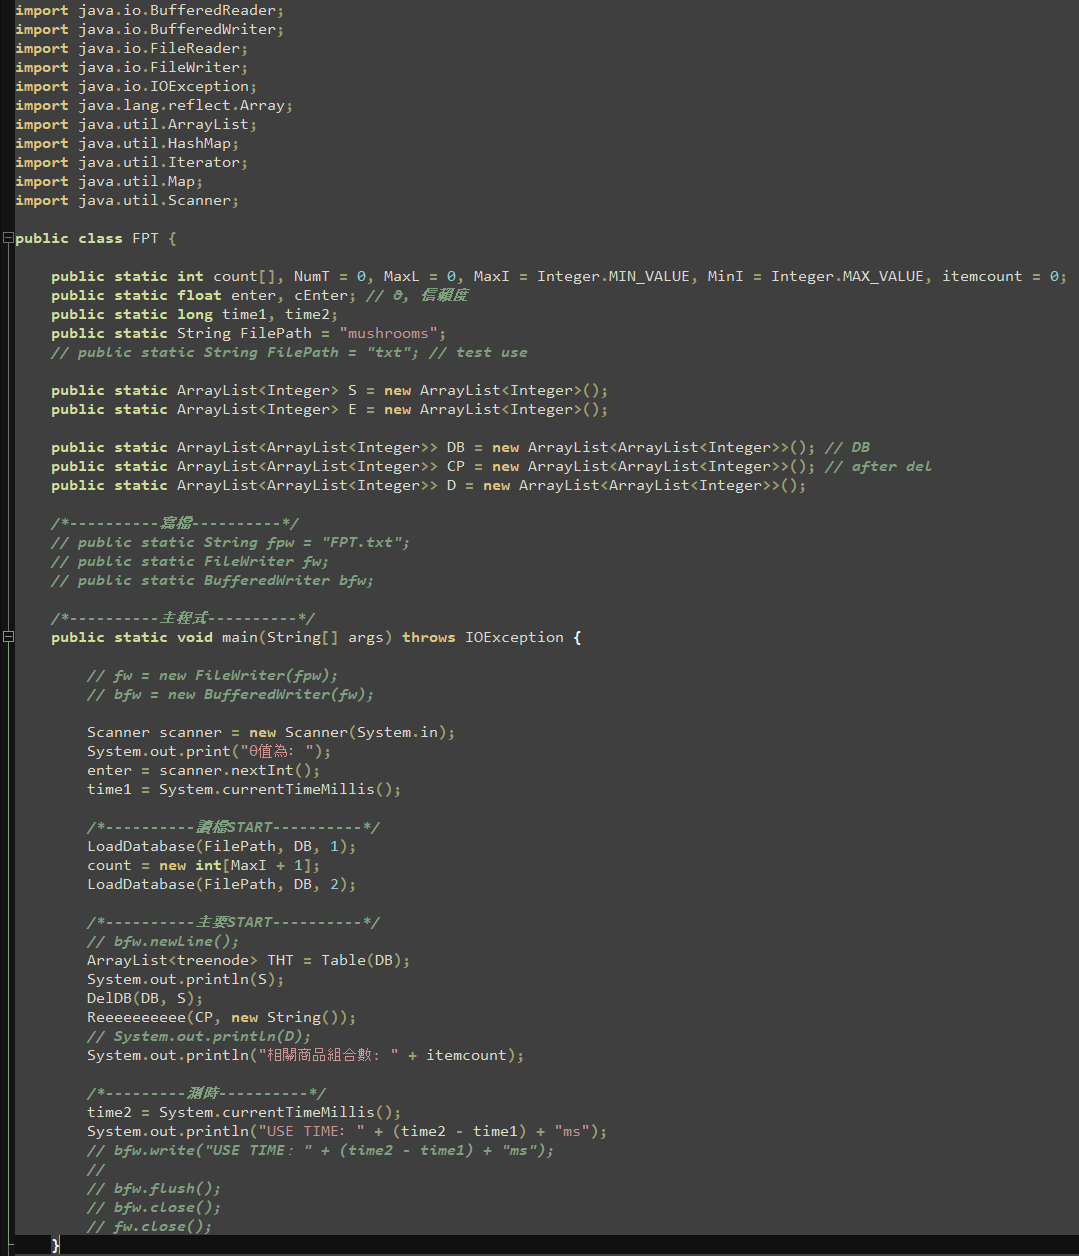 import java.io.BufferedReader;
import java.io.BufferedWriter;
import java.io.FileReader;
import java.io.FileWriter;
import java.io.IOException;
import java.lang.reflect.Array;
import java.util.ArrayList;
import java.util.HashMap;
import java.util.Iterator;
import java.util.Map;
import java.util.Scanner;
public class FPT {
public static int count[], NumT = 0, MaxL = 0, MaxI = Integer.MIN_VALUE, MinI = Integer.MAX_VALUE, itemcount = 0;
public static float enter, cEnter; // θ, 信賴度
public static long time1, time2;
public static String FilePath = "mushrooms";
// public static String FilePath = "txt"; // test use
public static ArrayList<Integer> S = new ArrayList<Integer>();
public static ArrayList<Integer> E = new ArrayList<Integer>();
public static ArrayList<ArrayList<Integer>> DB = new ArrayList<ArrayList<Integer>>(); // DB
public static ArrayList<ArrayList<Integer>> CP = new ArrayList<ArrayList<Integer>>(); // after del
public static ArrayList<ArrayList<Integer>> D = new ArrayList<ArrayList<Integer>>();
/*----------寫檔----------*/
// public static String fpw = "FPT.txt";
// public static FileWriter fw;
// public static BufferedWriter bfw;
/*----------主程式----------*/
public static void main(String[] args) throws IOException {
// fw = new FileWriter(fpw);
// bfw = new BufferedWriter(fw);
Scanner scanner = new Scanner(System.in);
System.out.print("θ值為: ");
enter = scanner.nextInt();
time1 = System.currentTimeMillis();
/*----------讀檔START----------*/
LoadDatabase(FilePath, DB, 1);
count = new int[MaxI + 1];
LoadDatabase(FilePath, DB, 2);
/*----------主要START----------*/
// bfw.newLine();
ArrayList<treenode> THT = Table(DB);
System.out.println(S);
DelDB(DB, S);
Reeeeeeeeee(CP, new String());
// System.out.println(D);
System.out.println("相關商品組合數: " + itemcount);
/*---------測時----------*/
time2 = System.currentTimeMillis();
System.out.println("USE TIME: " + (time2 - time1) + "ms");
// bfw.write("USE TIME: " + (time2 - time1) + "ms");
//
// bfw.flush();
// bfw.close();
// fw.close();
}